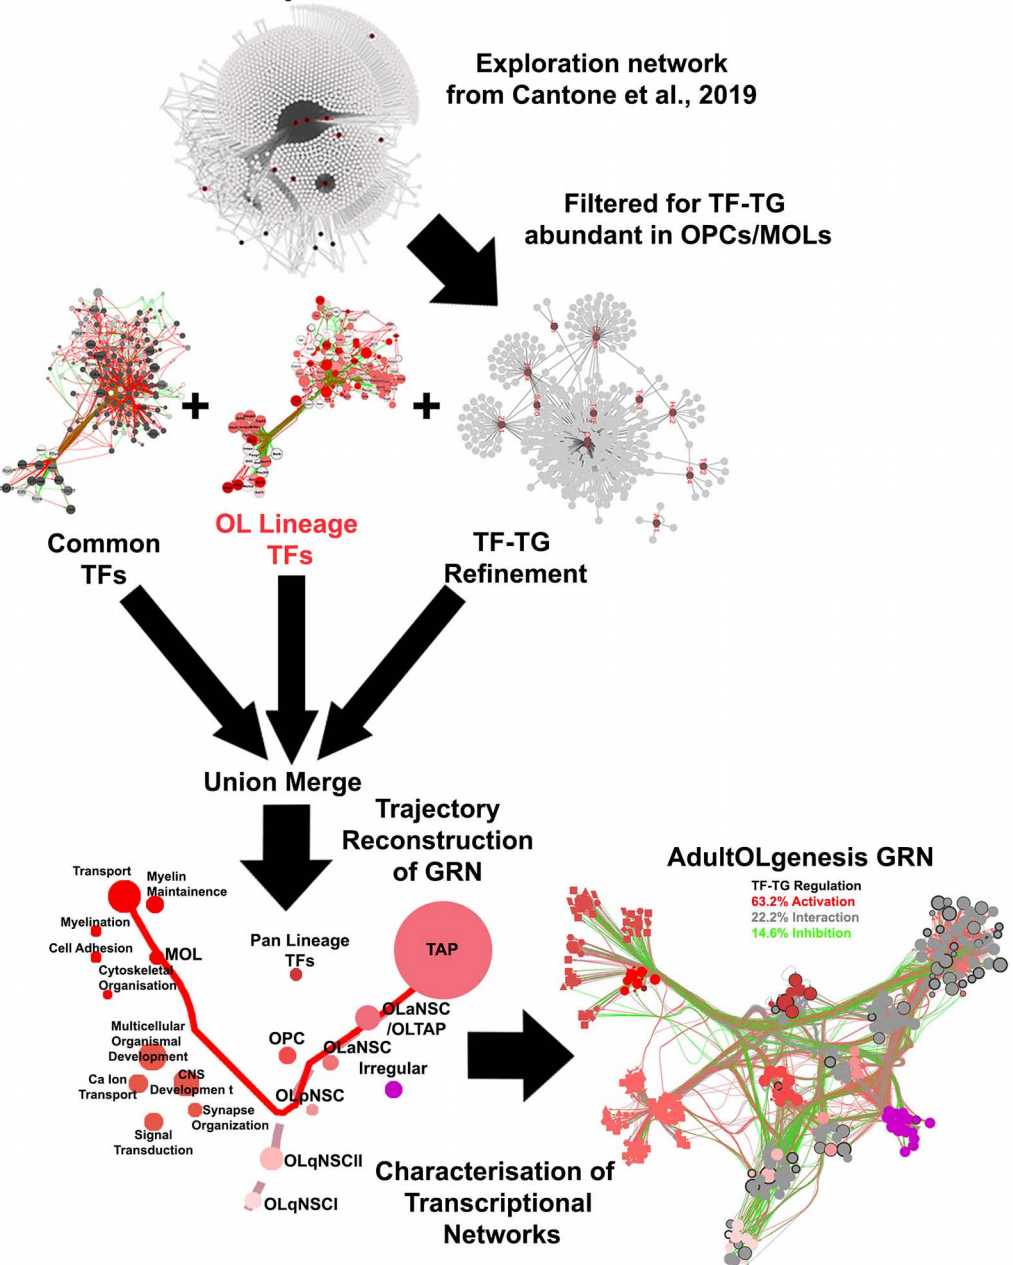 Exploration network
from Cantone et al., 2019
Filtered for TF-TG
abundant in OPCs/MOLs
+
+
Common
TFs
OL Lineage
TFs
TF-TG
Refinement
Union Merge
Trajectory
Reconstruction
of GRN
Transport
Myelin
Maintainence
Myelination
Cell Adhesion
MOL
Cytoskeletal
Organisation
Pan Lineage
TFs
TAP
OLaNSC
/OLTAP
Multicellular
Organismal
Development
OPC
OLaNSC
Irregular
Ca Ion
Transport
CNS
Developmen t
OLpNSC
Synapse
Organization
Signal
Transduction
OLqNSCII
OLqNSCI
Characterisation of
Transcriptional
Networks
AdultOLgenesis GRN
TF-TG Regulation
63.2% Activation
22.2% Interaction
14.6% Inhibition